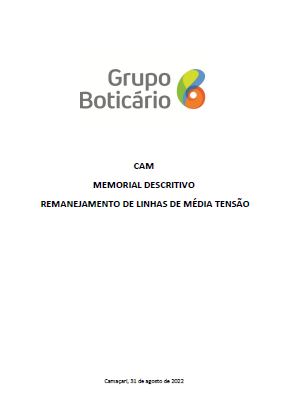 Grupo
Boticário
CAM
MEMORIAL DESCRITIVO
REMANEJAMENTO DE LINHAS DE MÉDIA TENSÃO
Camaçari, 31 de agosto de 2022